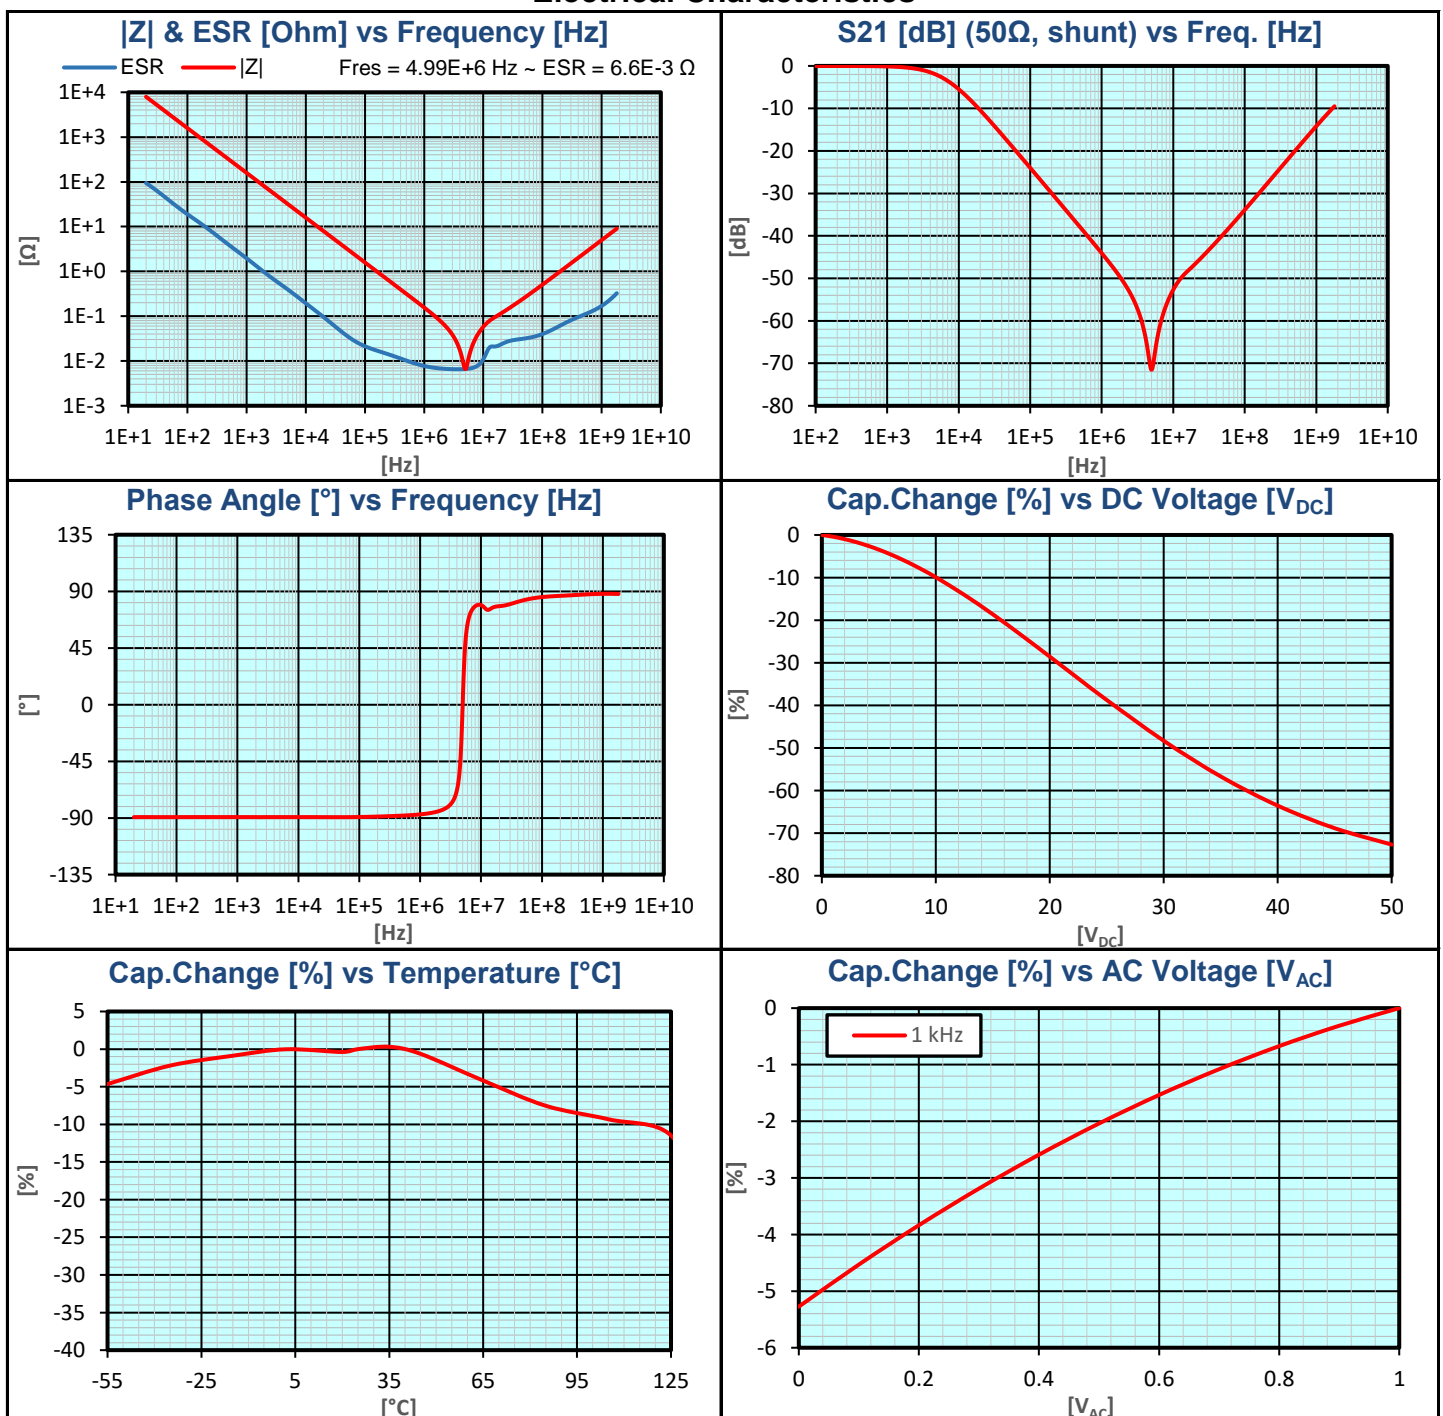 Electrical Characteristics
|Z| & ESR [Ohm] vs Frequency [Hz]
ESR |Z| Fres = 4.99E+6 Hz ~ ESR = 6.6E-3 Ω
1E+4
1E+3
1E+2
1E+1
1E+0
1E-1
1E-2
1E-3
[Ω]
1E+1 1E+2 1E+3 1E+4 1E+5 1E+6 1E+7 1E+8 1E+9 1E+10
[Hz]
S21 [dB] (50Ω, shunt) vs Freq. [Hz]
0
-10
-20
-30
-40
-50
-60
-70
-80
[dB]
1E+2 1E+3 1E+4 1E+5 1E+6 1E+7 1E+8 1E+9 1E+10
[Hz]
Phase Angle [°] vs Frequency [Hz]
135
90
45
0
-45
-90
-135
[°]
1E+1 1E+2 1E+3 1E+4 1E+5 1E+6 1E+7 1E+8 1E+9 1E+10
[Hz]
Cap.Change [%] vs DC Voltage [VDC]
0
-10
-20
-30
-40
-50
-60
-70
-80
[%]
0 10 20 30 40 50
[VDC]
Cap.Change [%] vs Temperature [°C]
5
0
-5
-10
-15
-20
-25
-30
-35
-40
[%]
-55 -25 5 35 65 95 125
[°C]
Cap.Change [%] vs AC Voltage [VAC]
1 kHz
0
-1
-2
-3
-4
-5
-6
[%]
0 0.2 0.4 0.6 0.8 1
[VAC]